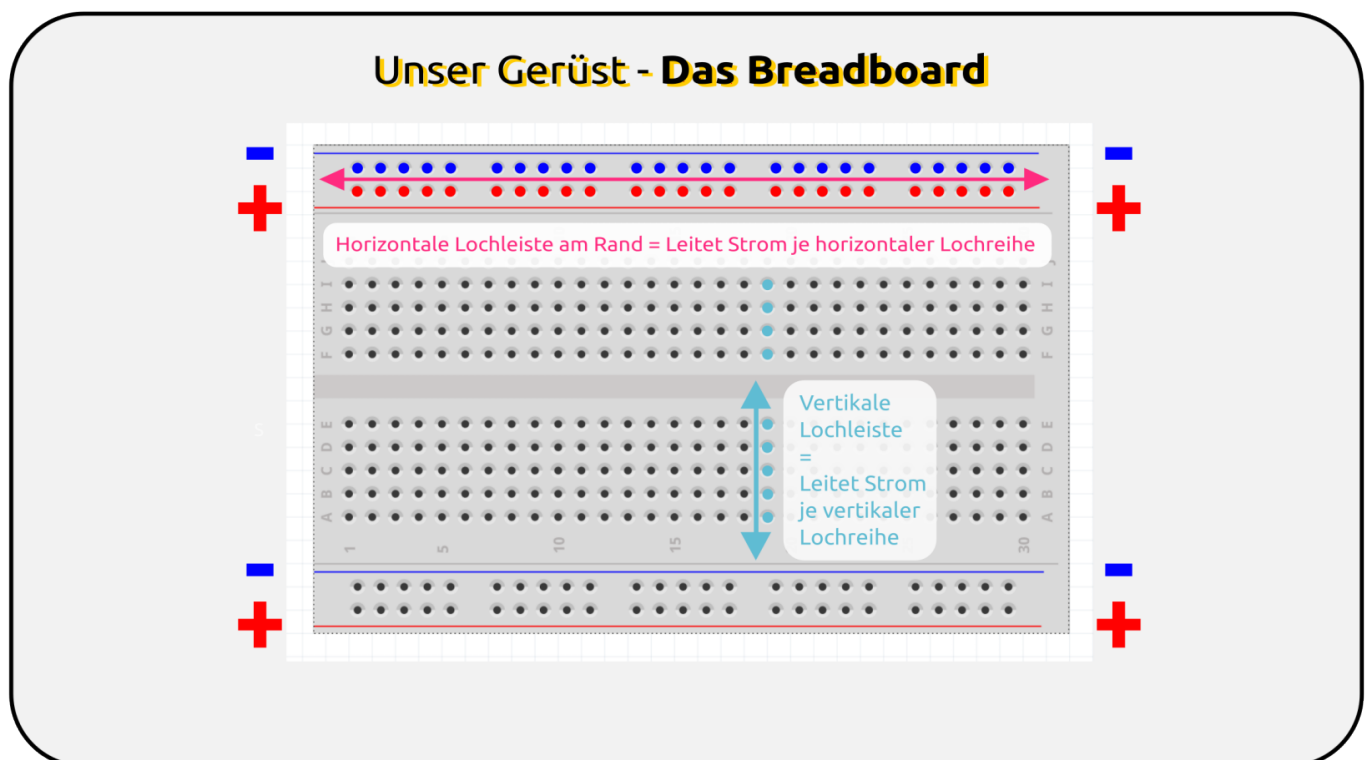 Unser Gerüst - Das Breadboard
-
-
+
+
Horizontale Lochleiste am Rand = Leitet Strom je horizontaler Lochreihe
I
I
H
H
G
G
F
F
Vertikale
Lochleiste
=
Leitet Strom
je vertikaler
Lochreihe
5
E
E
D
D
C
C
B
B
A
A
1
5
10
15
30
-
-
+
+